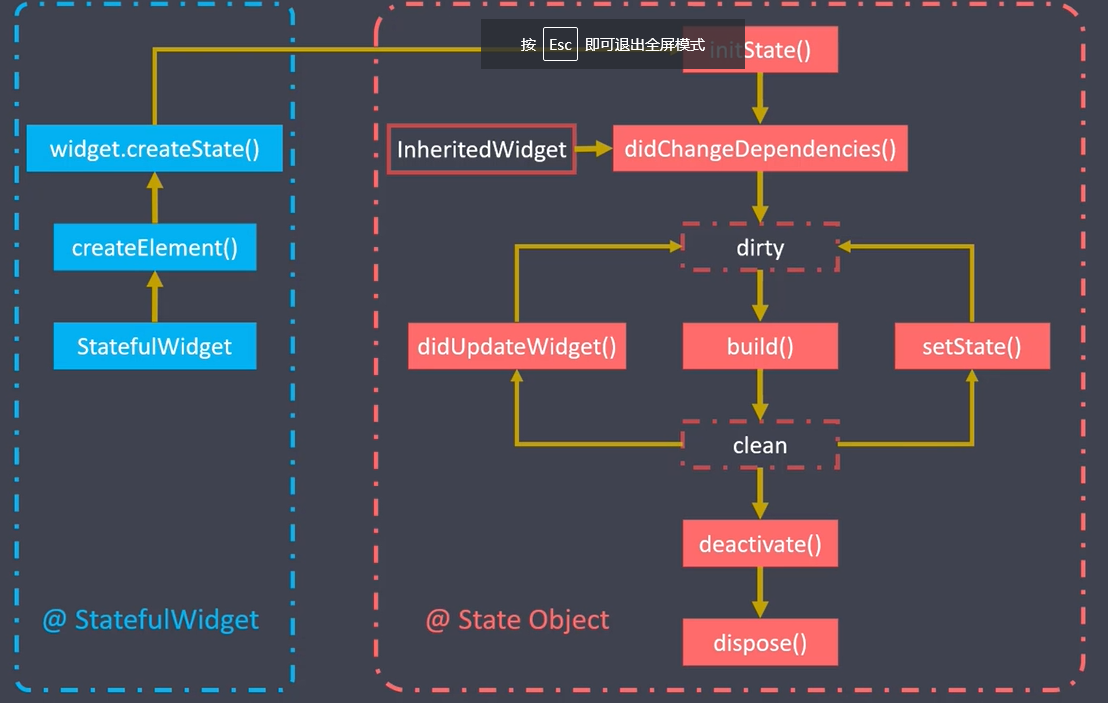 按 Esc 即可退出全屏模式
initState()
widget.createState()
InheritedWidget
didChangeDependencies()
createElement()
dirty
StatefulWidget
didUpdateWidget()
build()
setState()
clean
deactivate()
@ StatefulWidget
@ State Object
dispose()